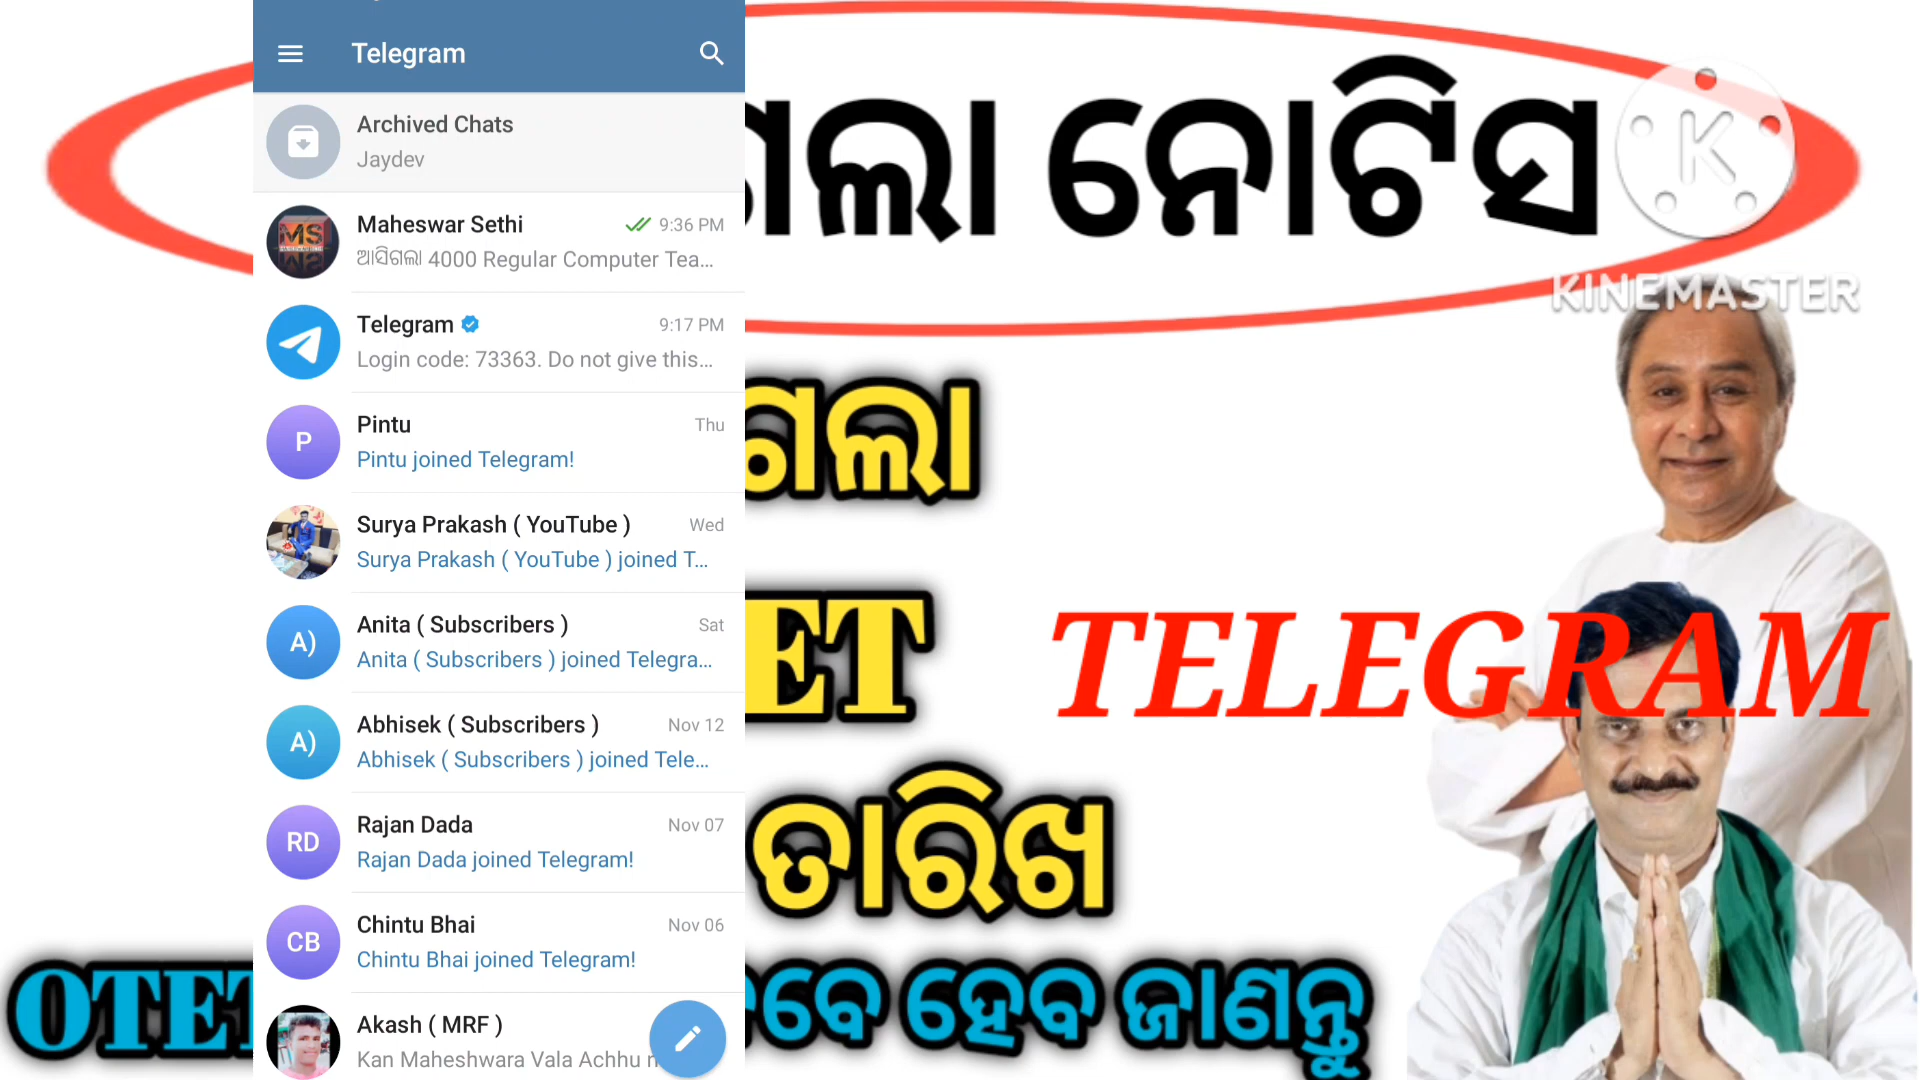 Telegram
Archived Chats
Jaydev
Maheswar Sethi 9:36 PM
ଆସିଗଲା 4000 Regular Computer Tea...
Telegram 9:17 PM
Login code: 73363. Do not give this...
P
Pintu Thu
Pintu joined Telegram!
Surya Prakash ( YouTube ) Wed
Surya Prakash ( YouTube ) joined T...
A)
Anita ( Subscribers ) Sat
Anita ( Subscribers ) joined Telegra...
A)
Abhisek ( Subscribers ) Nov 12
Abhisek ( Subscribers ) joined Tele...
RD
Rajan Dada Nov 07
Rajan Dada joined Telegram!
CB
Chintu Bhai Nov 06
Chintu Bhai joined Telegram!
Akash ( MRF )
Kan Maheshwara Vala Achhu
MS
ଗଲା ନୋଟିସ
K
KINEMASTER
ଗଲା
ET
TELEGRAM
ତାରିଖ
OTET ବେ ହେବ ଜାଣନ୍ତୁ